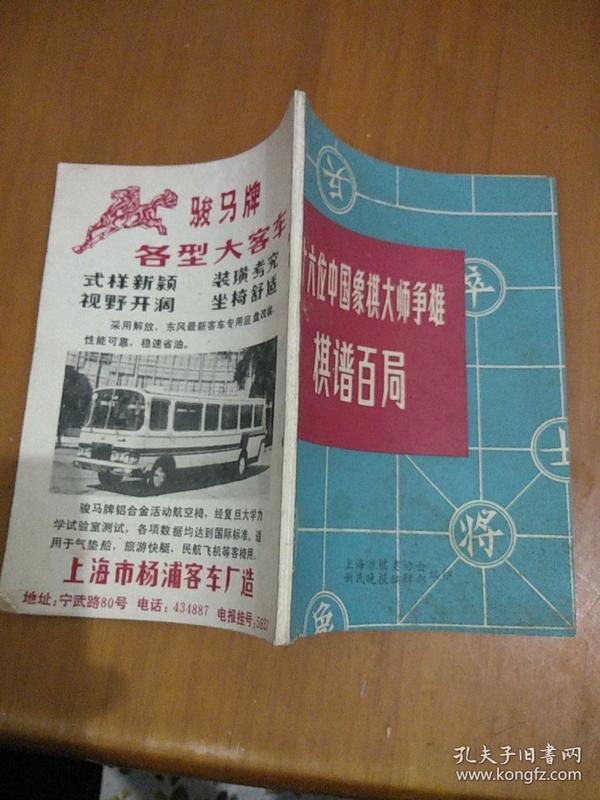 骏马牌
各型大客车
式样新颖 装璜考究
视野开润 坐椅舒适
采用解放,东风最新客车专用底盘改装,
性能可靠,稳速省油。
骏马牌铝合金活动航空椅,经复旦大学力
学试验室测试,各项数据均达到国际标准。适
用于气垫船,旅游快艇,民航飞机等客椅用。
上海市杨浦客车厂造
地址:宁武路80号 电话:434887 电报挂号:5657
十六位中国象棋大师争雄
棋谱百局
兵
卒
士
将
象
上海市棋类协会
新民晚报编辑部
孔夫子旧书网
www.kongfz.com